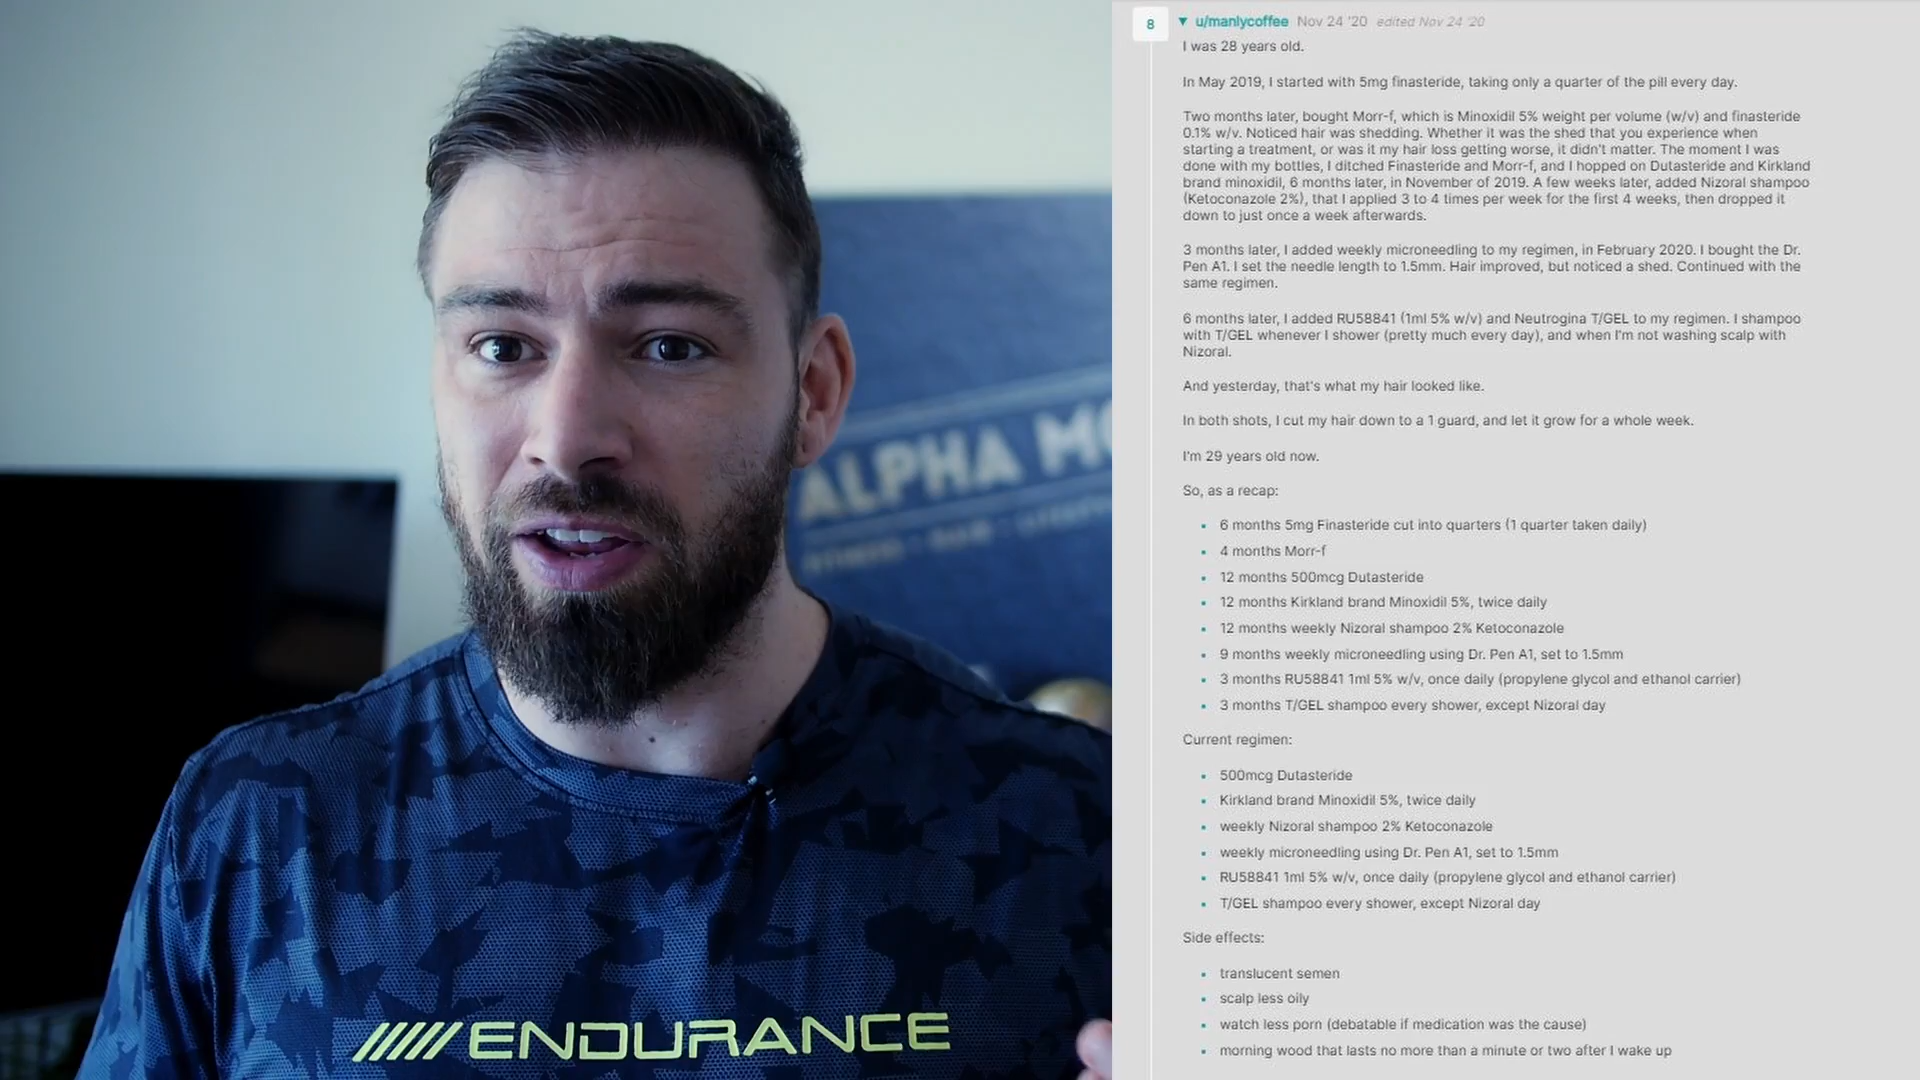 ALPHA
ENDURANCE
8
u/manlycoffee Nov 24 '20 edited Nov 24 '20
I was 28 years old.
In May 2019, I started with 5mg finasteride, taking only a quarter of the pill every day.
Two months later, bought Morr-f, which is Minoxidil 5% weight per volume (w/v) and finasteride
0.1% w/v. Noticed hair was shedding. Whether it was the shed that you experience when
starting a treatment, or was it my hair loss getting worse, it didn't matter. The moment I was
done with my bottles, I ditched Finasteride and Morr-f, and I hopped on Dutasteride and Kirkland
brand minoxidil, 6 months later, in November of 2019. A few weeks later, added Nizoral shampoo
(Ketoconazole 2%), that I applied 3 to 4 times per week for the first 4 weeks, then dropped it
down to just once a week afterwards.
3 months later, I added weekly microneedling to my regimen, in February 2020. I bought the Dr.
Pen A1. I set the needle length to 1.5mm. Hair improved, but noticed a shed. Continued with the
same regimen.
6 months later, I added RU58841 (1ml 5% w/v) and Neutrogina T/GEL to my regimen. I shampoo
with T/GEL whenever I shower (pretty much every day), and when I'm not washing scalp with
Nizoral.
And yesterday, that's what my hair looked like.
In both shots, I cut my hair down to a 1 guard, and let it grow for a whole week.
I'm 29 years old now.
So, as a recap:
• 6 months 5mg Finasteride cut into quarters (1 quarter taken daily)
• 4 months Morr-f
• 12 months 500mcg Dutasteride
• 12 months Kirkland brand Minoxidil 5%, twice daily
• 12 months weekly Nizoral shampoo 2% Ketoconazole
• 9 months weekly microneedling using Dr. Pen A1, set to 1.5mm
• 3 months RU58841 1ml 5% w/v, once daily (propylene glycol and ethanol carrier)
• 3 months T/GEL shampoo every shower, except Nizoral day
Current regimen:
• 500mcg Dutasteride
• Kirkland brand Minoxidil 5%, twice daily
• weekly Nizoral shampoo 2% Ketoconazole
• weekly microneedling using Dr. Pen A1, set to 1.5mm
• RU58841 1ml 5% w/v, once daily (propylene glycol and ethanol carrier)
• T/GEL shampoo every shower, except Nizoral day
Side effects:
• translucent semen
• scalp less oily
• watch less porn (debatable if medication was the cause)
• morning wood that lasts no more than a minute or two after I wake up